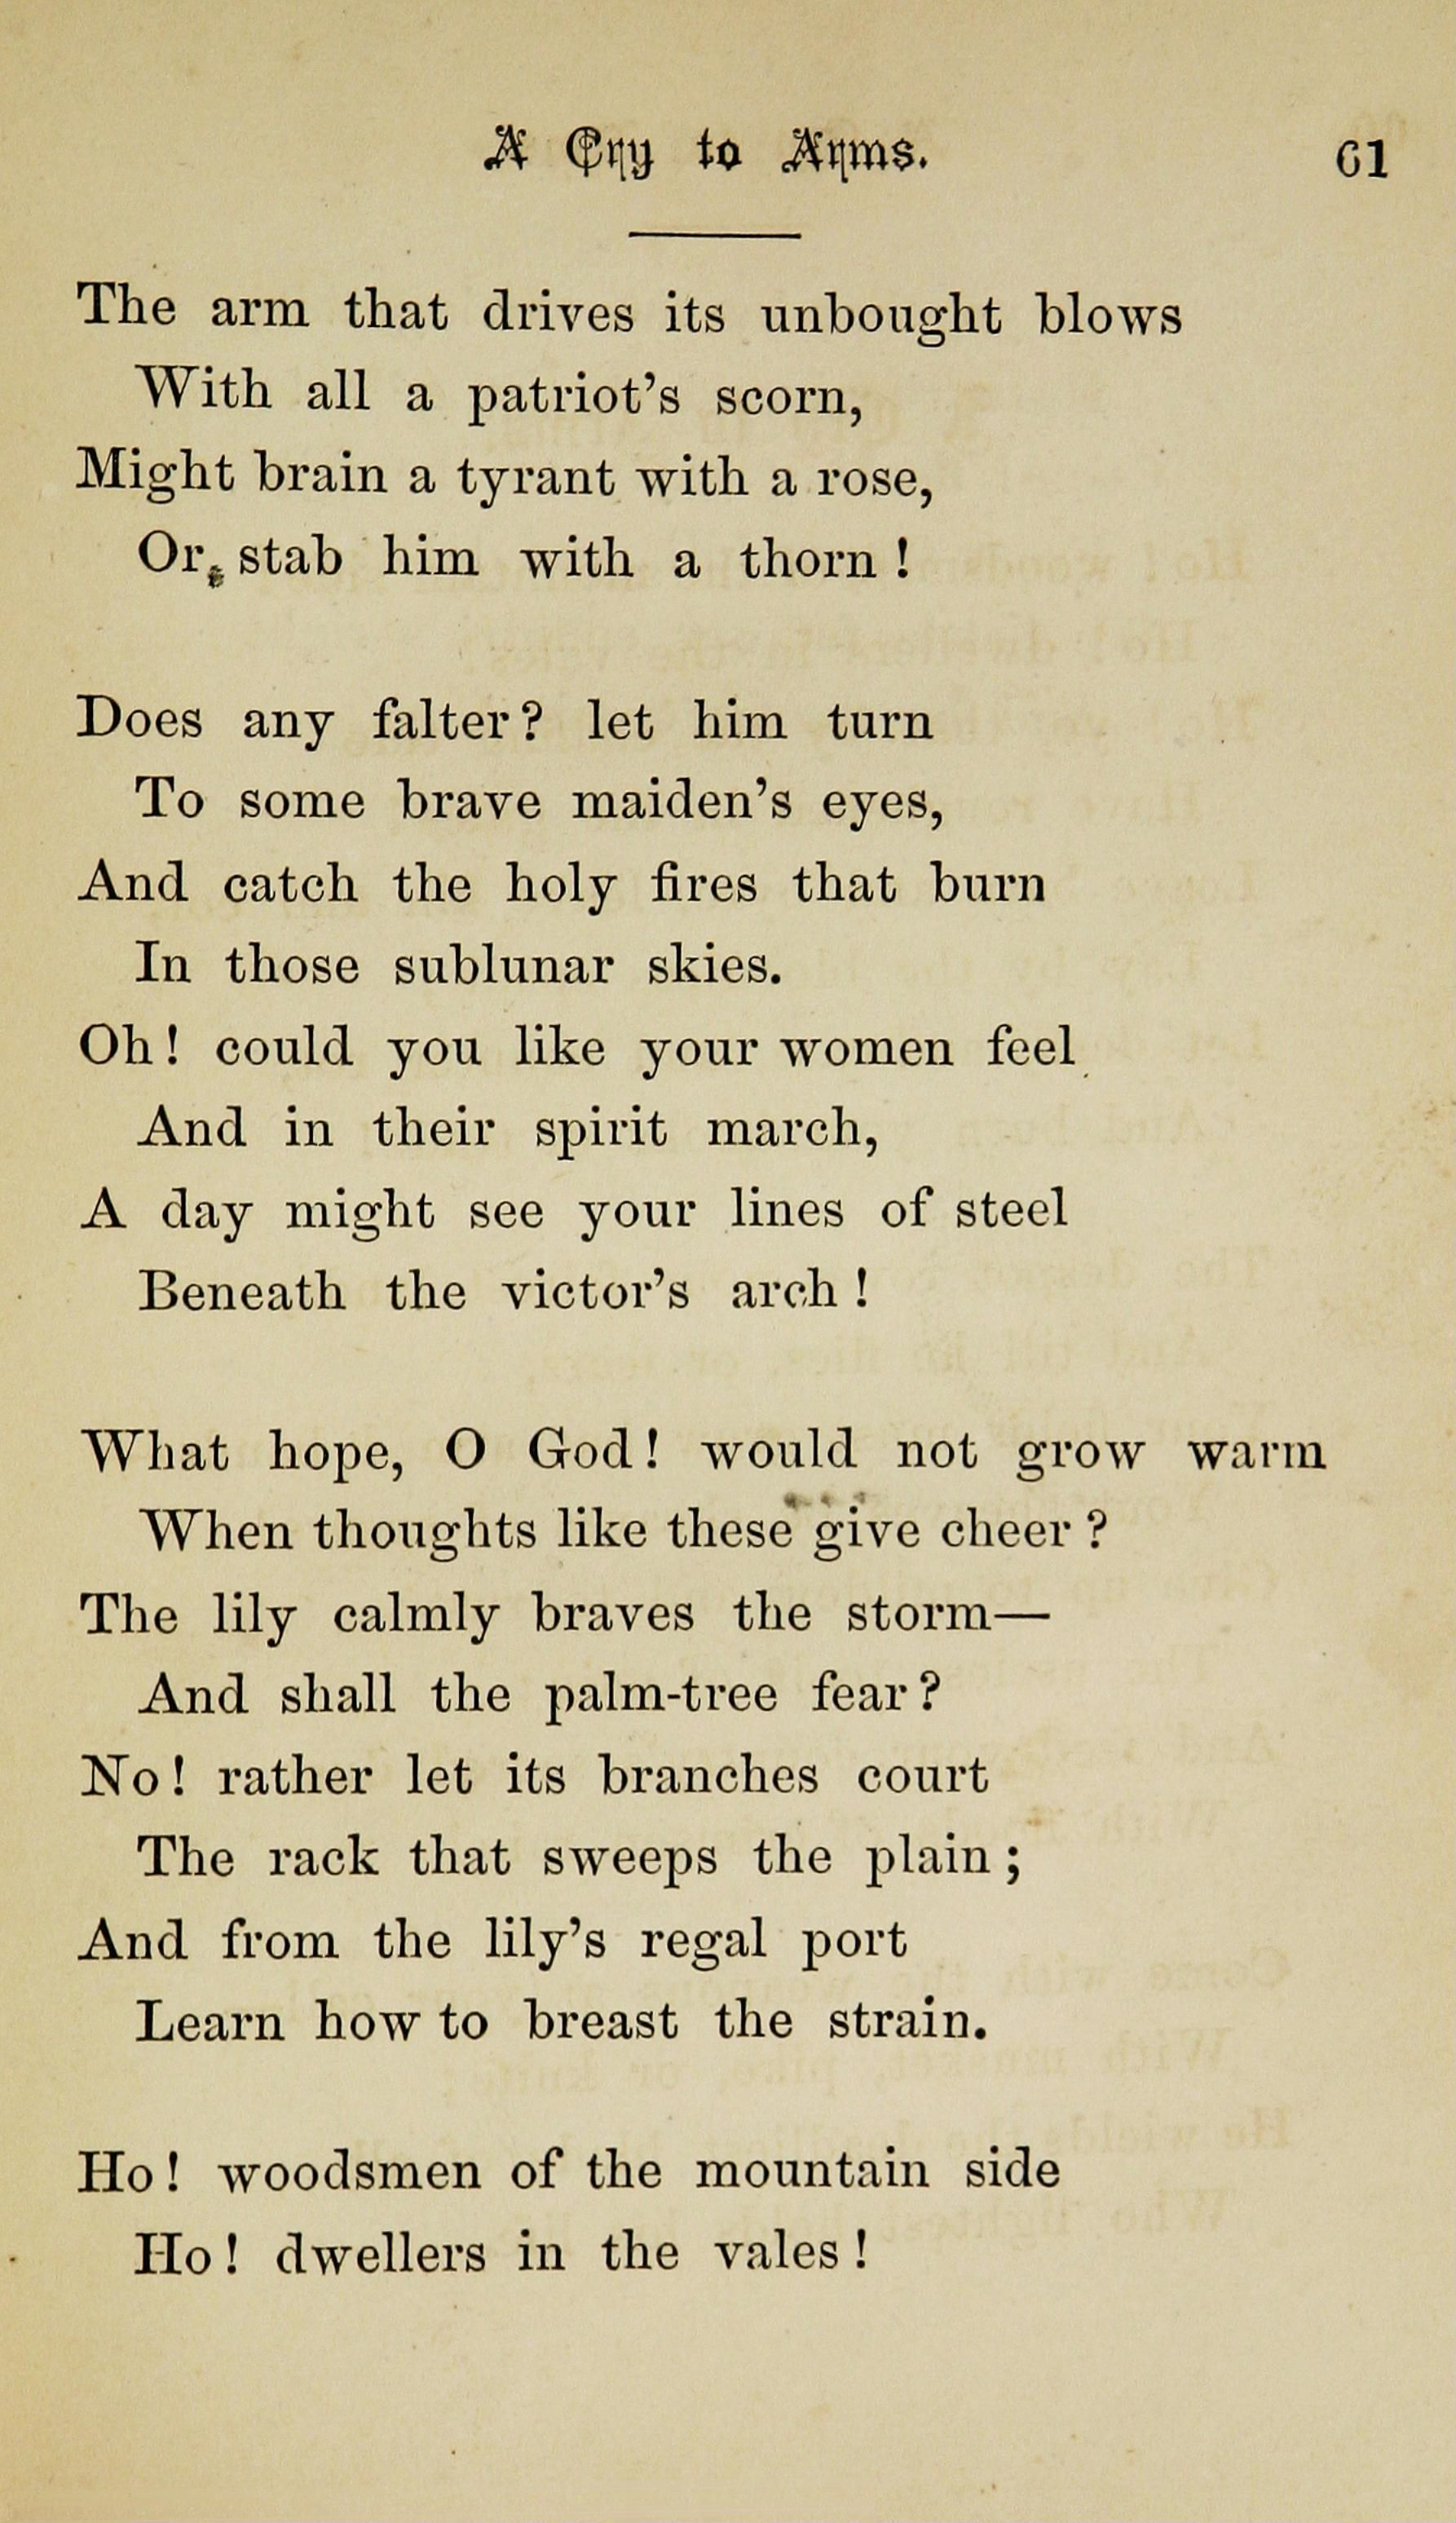 A Cry to Arms. 61
The arm that drives its unbought blows
With all a patriot's scorn,
Might brain a tyrant with a rose,
Or, stab him with a thorn!
Does any falter? let him turn
To some brave maiden's eyes,
And catch the holy fires that burn
In those sublunar skies.
Oh! could you like your women feel
And in their spirit march,
A day might see your lines of steel
Beneath the victor's arch!
What hope, O God! would not grow warm
When thoughts like these give cheer?
The lily calmly braves the storm—
And shall the palm-tree fear?
No! rather let its branches court
The rack that sweeps the plain;
And from the lily's regal port
Learn how to breast the strain.
Ho! woodsmen of the mountain side
Ho! dwellers in the vales!